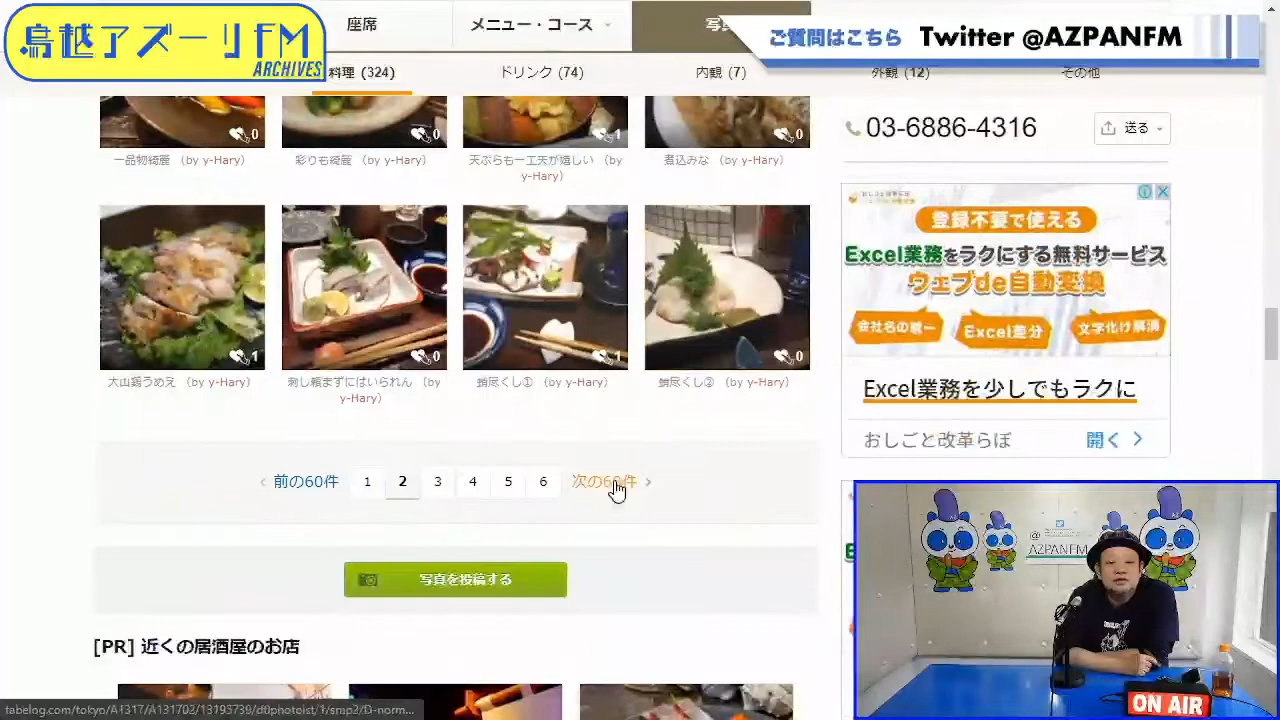 鳥越アズーリFM
ARCHIVES
座席
メニュー・コース
ご質問はこちら Twitter @AZPANFM
料理 (324)
ドリンク (74)
内観 (7)
外観 (12)
その他
03-6886-4316
送る
0
0
1
0
一品物綺麗 (by y-Hary)
彩りも綺麗 (by y-Hary)
天ぷらも一工夫が嬉しい (by
y-Hary)
煮込みな (by y-Hary)
1
0
1
0
大山鶏うめえ (by y-Hary)
刺し頼まずにはいられん (by
y-Hary)
(by y-Hary)
(by y-Hary)
登録不要で使える
Excel業務をラクにする無料サービス
ウェブde自動変換
会社名の統一
Excel差分
文字化け解消
Excel業務を少しでもラクに
おしごと改革らぼ
開く
前の60件
1
2
3
4
5
6
次の60件
写真を投稿する
[PR] 近くの居酒屋のお店
@
AZPANFM
ON AIR